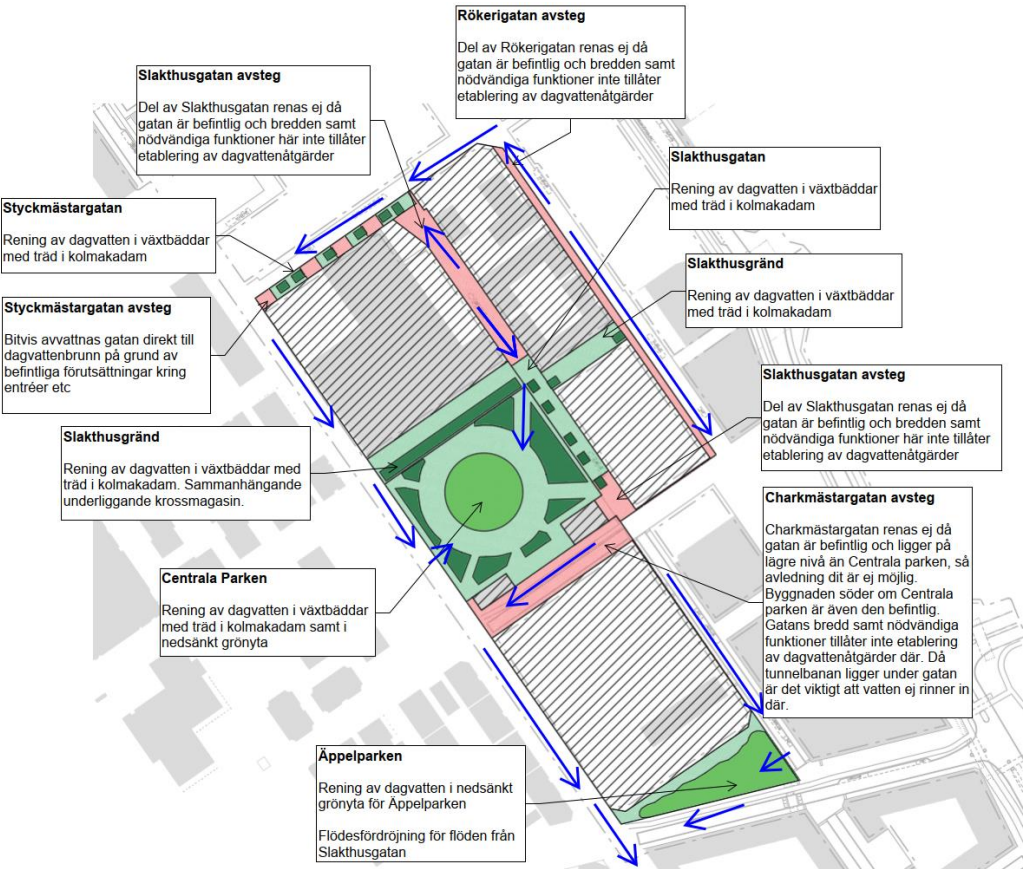 Rökerigatan avsteg
Del av Rökerigatan renas ej då
gatan är befintlig och bredden samt
nödvändiga funktioner inte tillåter
etablering av dagvattenåtgärder
Slakthusgatan avsteg
Del av Slakthusgatan renas ej då
gatan är befintlig och bredden samt
nödvändiga funktioner här inte tillåter
etablering av dagvattenåtgärder
Slakthusgatan
Rening av dagvatten i växtbäddar
med träd i kolmakadam
Styckmästargatan
Rening av dagvatten i växtbäddar
med träd i kolmakadam
Slakthusgränd
Rening av dagvatten i växtbäddar
med träd i kolmakadam
Styckmästargatan avsteg
Bitvis avvattnas gatan direkt till
dagvattenbrunn på grund av
befintliga förutsättningar kring
entréer etc
Slakthusgatan avsteg
Del av Slakthusgatan renas ej då
gatan är befintlig och bredden samt
nödvändiga funktioner här inte tillåter
etablering av dagvattenåtgärder
Slakthusgränd
Rening av dagvatten i växtbäddar med
träd i kolmakadam. Sammanhängande
underliggande krossmagasin.
Charkmästargatan avsteg
Charkmästargatan renas ej då
gatan är befintlig och ligger på
lägre nivå än Centrala parken, så
avledning dit är ej möjlig.
Byggnaden söder om Centrala
parken är även den befintlig.
Gatans bredd samt nödvändiga
funktioner tillåter inte etablering
av dagvattenåtgärder där. Då
tunnelbanan ligger under gatan
är det viktigt att vatten ej rinner in
där.
Centrala Parken
Rening av dagvatten i växtbäddar
med träd i kolmakadam samt i
nedsänkt grönyta
Äppelparken
Rening av dagvatten i nedsänkt
grönyta för Äppelparken
Flödesfördröjning för flöden från
Slakthusgatan